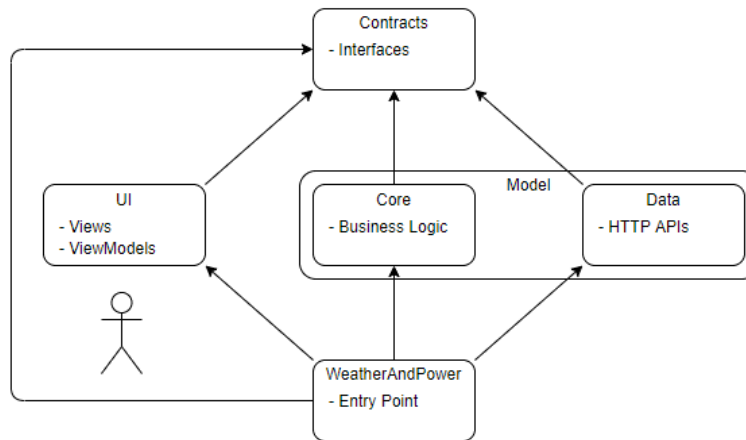 Contracts
- Interfaces
Model
UI
- Views
- ViewModels
Core
- Business Logic
Data
- HTTP APIs
WeatherAndPower
- Entry Point